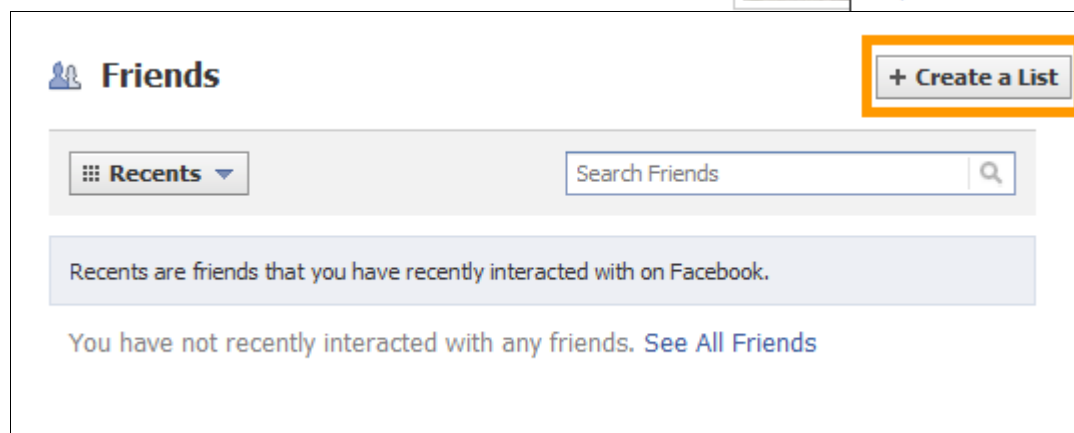 Friends
+ Create a List
Recents
Search Friends
Recents are friends that you have recently interacted with on Facebook.
You have not recently interacted with any friends. See All Friends